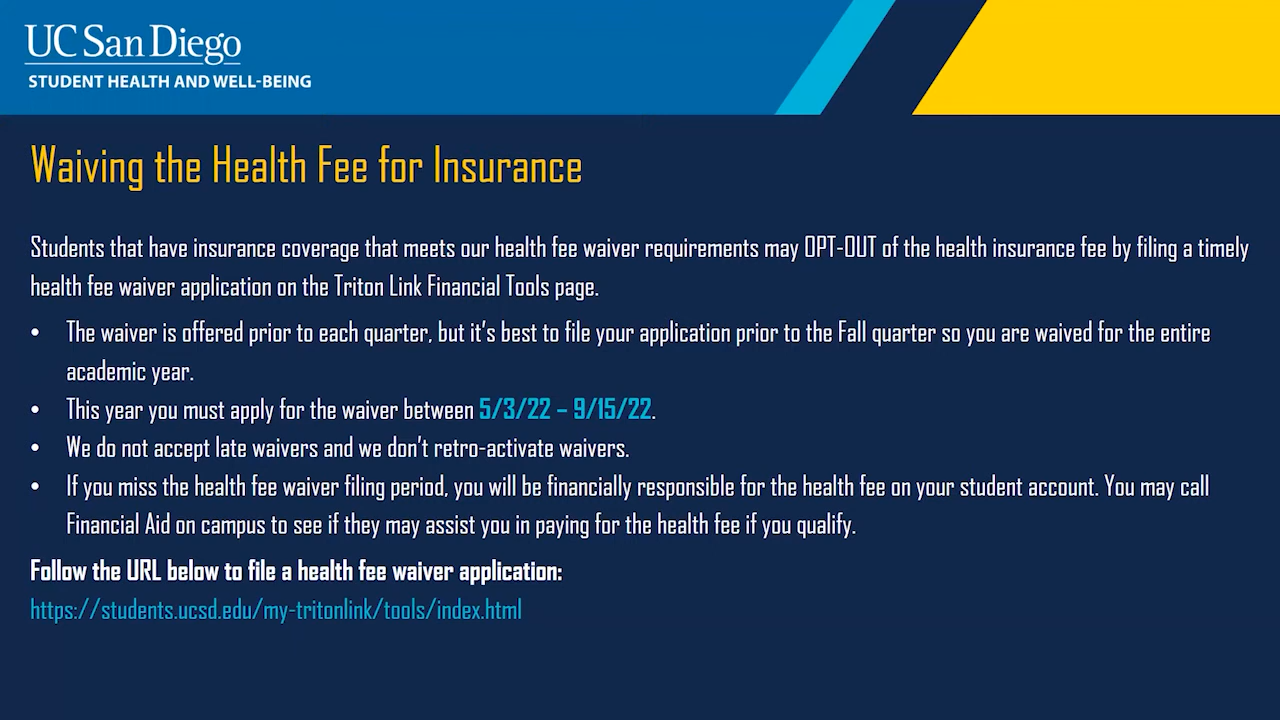 UC San Diego
STUDENT HEALTH AND WELL-BEING
Waiving the Health Fee for Insurance
Students that have insurance coverage that meets our health fee waiver requirements may OPT-OUT of the health insurance fee by filing a timely
health fee waiver application on the Triton Link Financial Tools page.
• The waiver is offered prior to each quarter, but it's best to file your application prior to the Fall quarter so you are waived for the entire
academic year.
• This year you must apply for the waiver between 5/3/22 – 9/15/22.
• We do not accept late waivers and we don't retro-activate waivers.
• If you miss the health fee waiver filing period, you will be financially responsible for the health fee on your student account. You may call
Financial Aid on campus to see if they may assist you in paying for the health fee if you qualify.
Follow the URL below to file a health fee waiver application:
https://students.ucsd.edu/my-tritonlink/tools/index.html